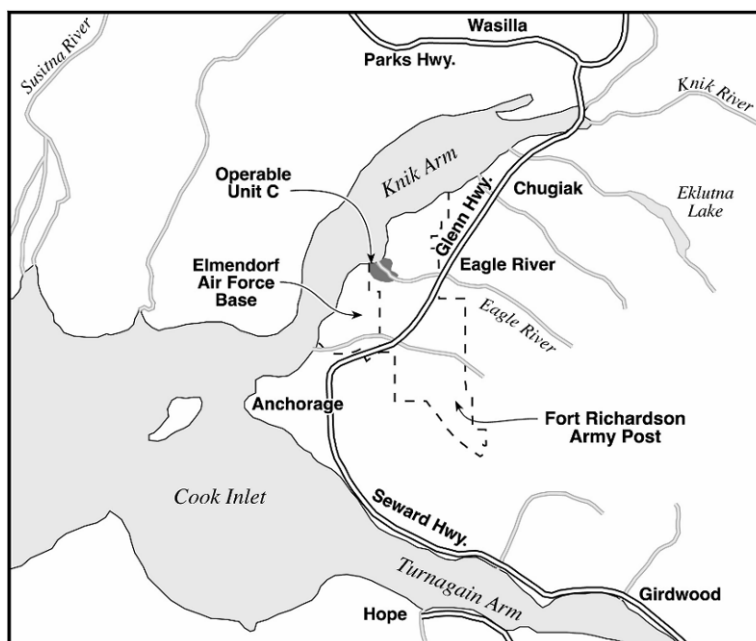 Wasilla
Susitna River
Parks Hwy.
Knik River
Knik Arm
Operable
Unit C
Chugiak
Glenn Hwy.
Eklutna
Lake
Elmendorf
Air Force
Base
Eagle River
Eagle River
Anchorage
Fort Richardson
Army Post
Cook Inlet
Seward Hwy.
Turnagain Arm
Girdwood
Hope